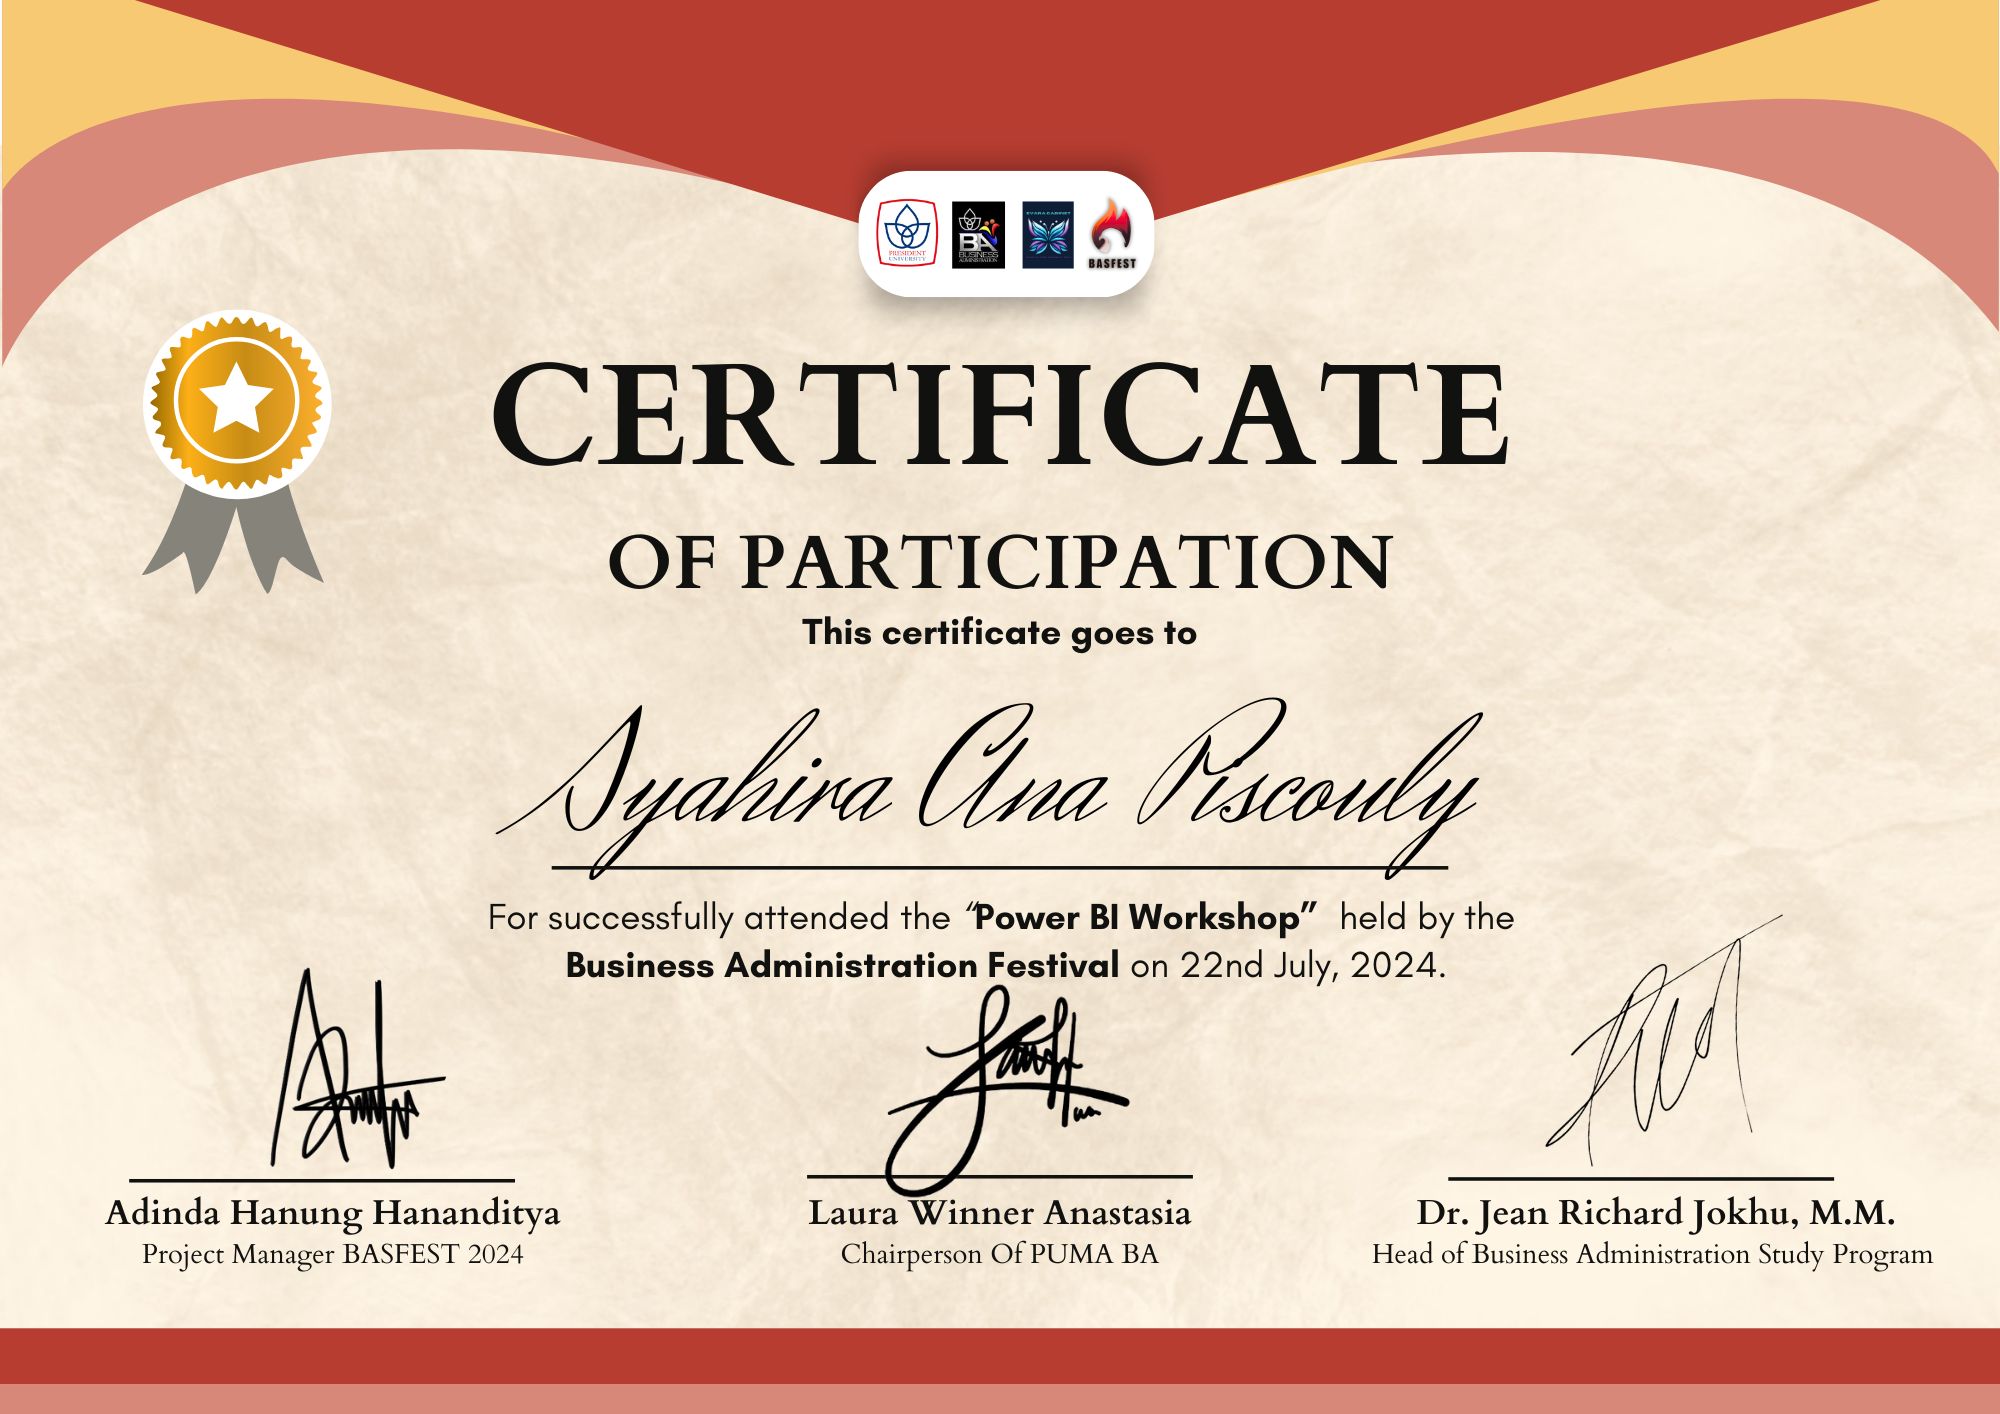 PRESIDENT
UNIVERSITY
BA
BUSINESS
ADMINISTRATION
EVARA CABINET
BASFEST
CERTIFICATE
OF PARTICIPATION
This certificate goes to
Syahira Ana Piscouly
For successfully attended the “Power BI Workshop” held by the
Business Administration Festival on 22nd July, 2024.
Adinda Hanung Hananditya
Project Manager BASFEST 2024
Laura Winner Anastasia
Chairperson Of PUMA BA
Dr. Jean Richard Jokhu, M.M.
Head of Business Administration Study Program